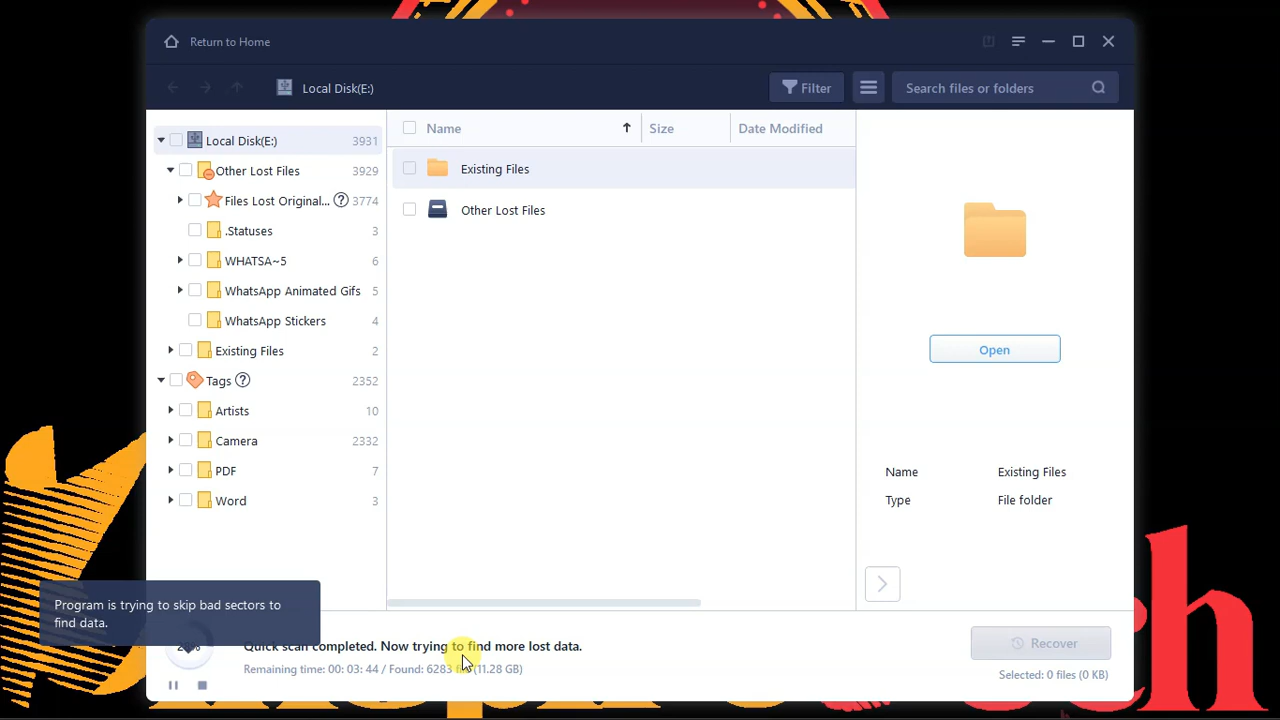 Return to Home
Local Disk(E:)
Filter
Search files or folders
Local Disk(E:) 3931
Other Lost Files 3929
Files Lost Original... ? 3774
.Statuses 3
WHATSA~5 6
WhatsApp Animated Gifs 5
WhatsApp Stickers 4
Existing Files 2
Tags ? 2352
Artists 10
Camera 2332
PDF 7
Word 3
Name Size Date Modified
Existing Files
Other Lost Files
Open
Name Existing Files
Type File folder
Program is trying to skip bad sectors to
find data.
Quick scan completed. Now trying to find more lost data.
Remaining time: 00: 03: 44 / Found: 6283 (11.28 GB)
Recover
Selected: 0 files (0 KB)
ch